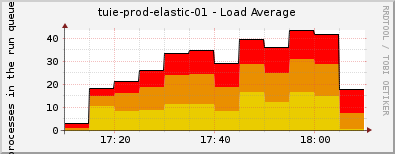 tuie-prod-elastic-01 - Load Average
RRDTOOL / TOBI OETIKER
processes in the run queue
40
30
20
10
0
17:20
17:40
18:00